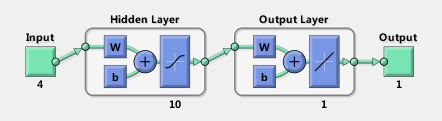 Hidden Layer
Output Layer
Input
Output
W
W
+
+
b
b
4
1
10
1